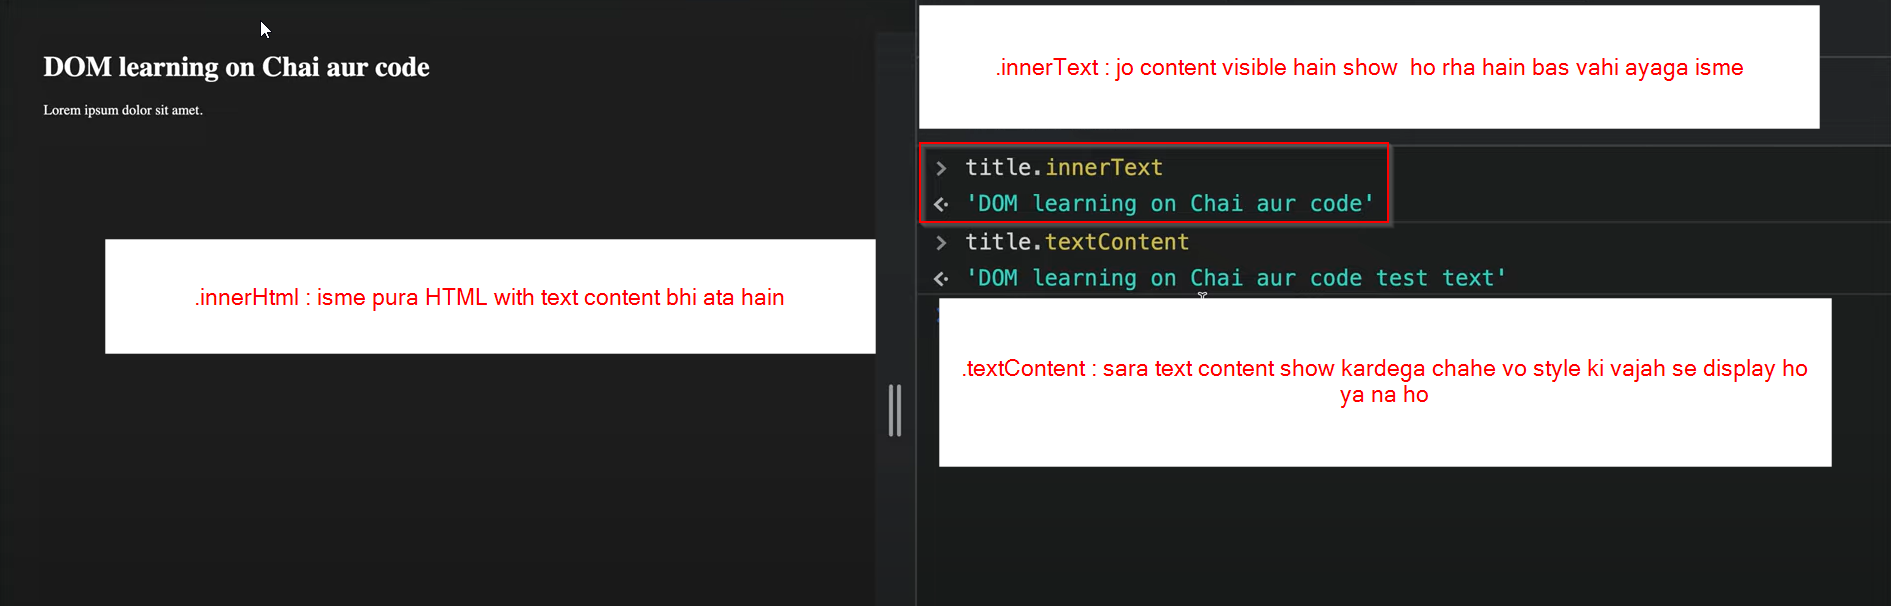 DOM learning on Chai aur code
Lorem ipsum dolor sit amet.
.innerHtml : isme pura HTML with text content bhi ata hain
.innerText : jo content visible hain show  ho rha hain bas vahi ayaga isme
> title.innerText
'DOM learning on Chai aur code'
> title.textContent
'DOM learning on Chai aur code test text'
.textContent : sara text content show kardega chahe vo style ki vajah se display ho
ya na ho